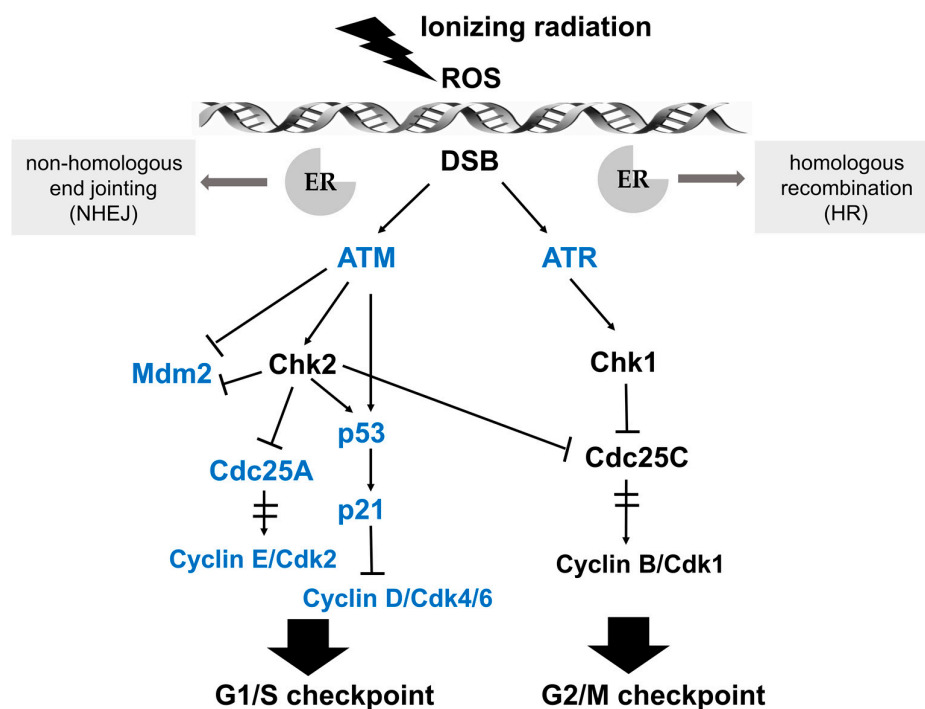 Ionizing radiation
ROS
DSB
non-homologous
end jointing
(NHEJ)
ER
ER
homologous
recombination
(HR)
ATM
ATR
Mdm2
Chk2
Chk1
p53
Cdc25A
Cdc25C
p21
Cyclin E/Cdk2
Cyclin B/Cdk1
Cyclin D/Cdk4/6
G1/S checkpoint
G2/M checkpoint